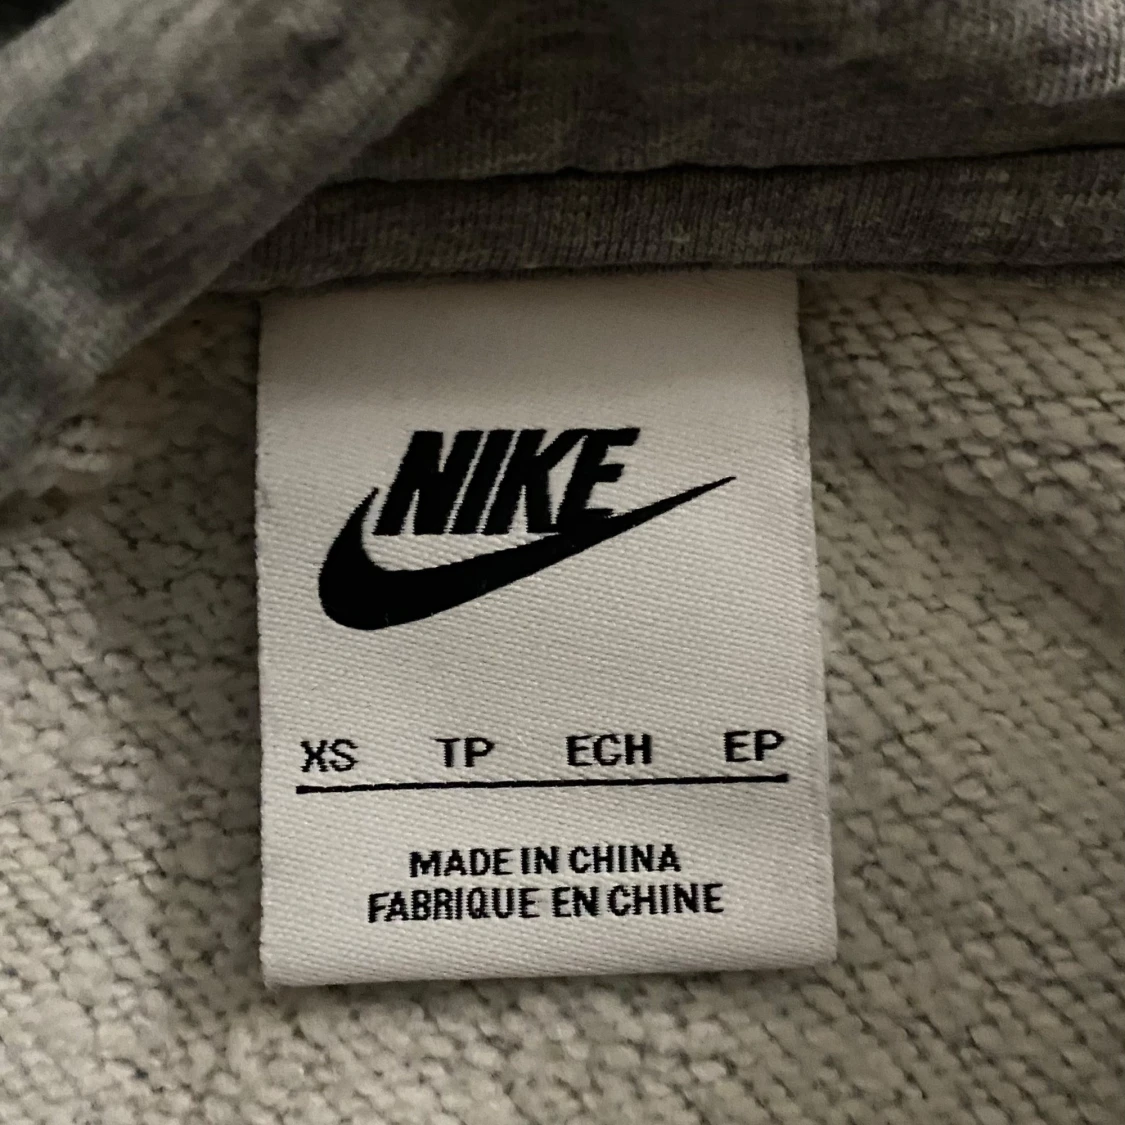 NIKE
XS TP ECH EP
MADE IN CHINA
FABRIQUE EN CHINE